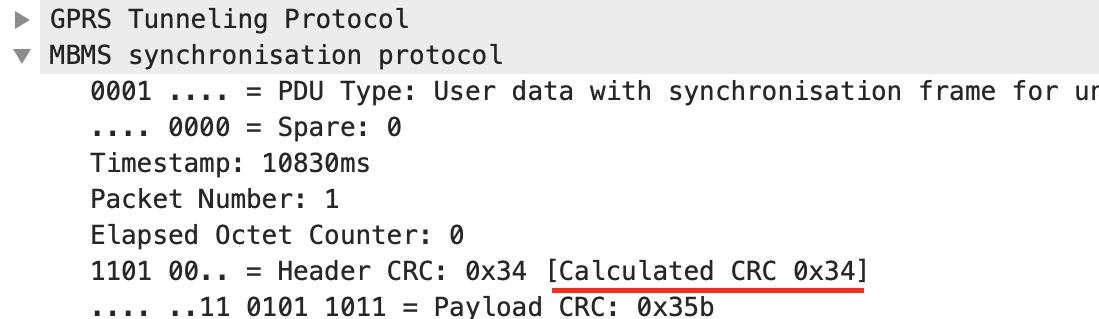 GPRS Tunneling Protocol
MBMS synchronisation protocol
0001 .... = PDU Type: User data with synchronisation frame for
.... 0000 = Spare: 0
Timestamp: 10830ms
Packet Number: 1
Elapsed Octet Counter: 0
1101 00.. = Header CRC: 0x34 [Calculated CRC 0x34]
.... ..11 0101 1011 = Payload CRC: 0x35b